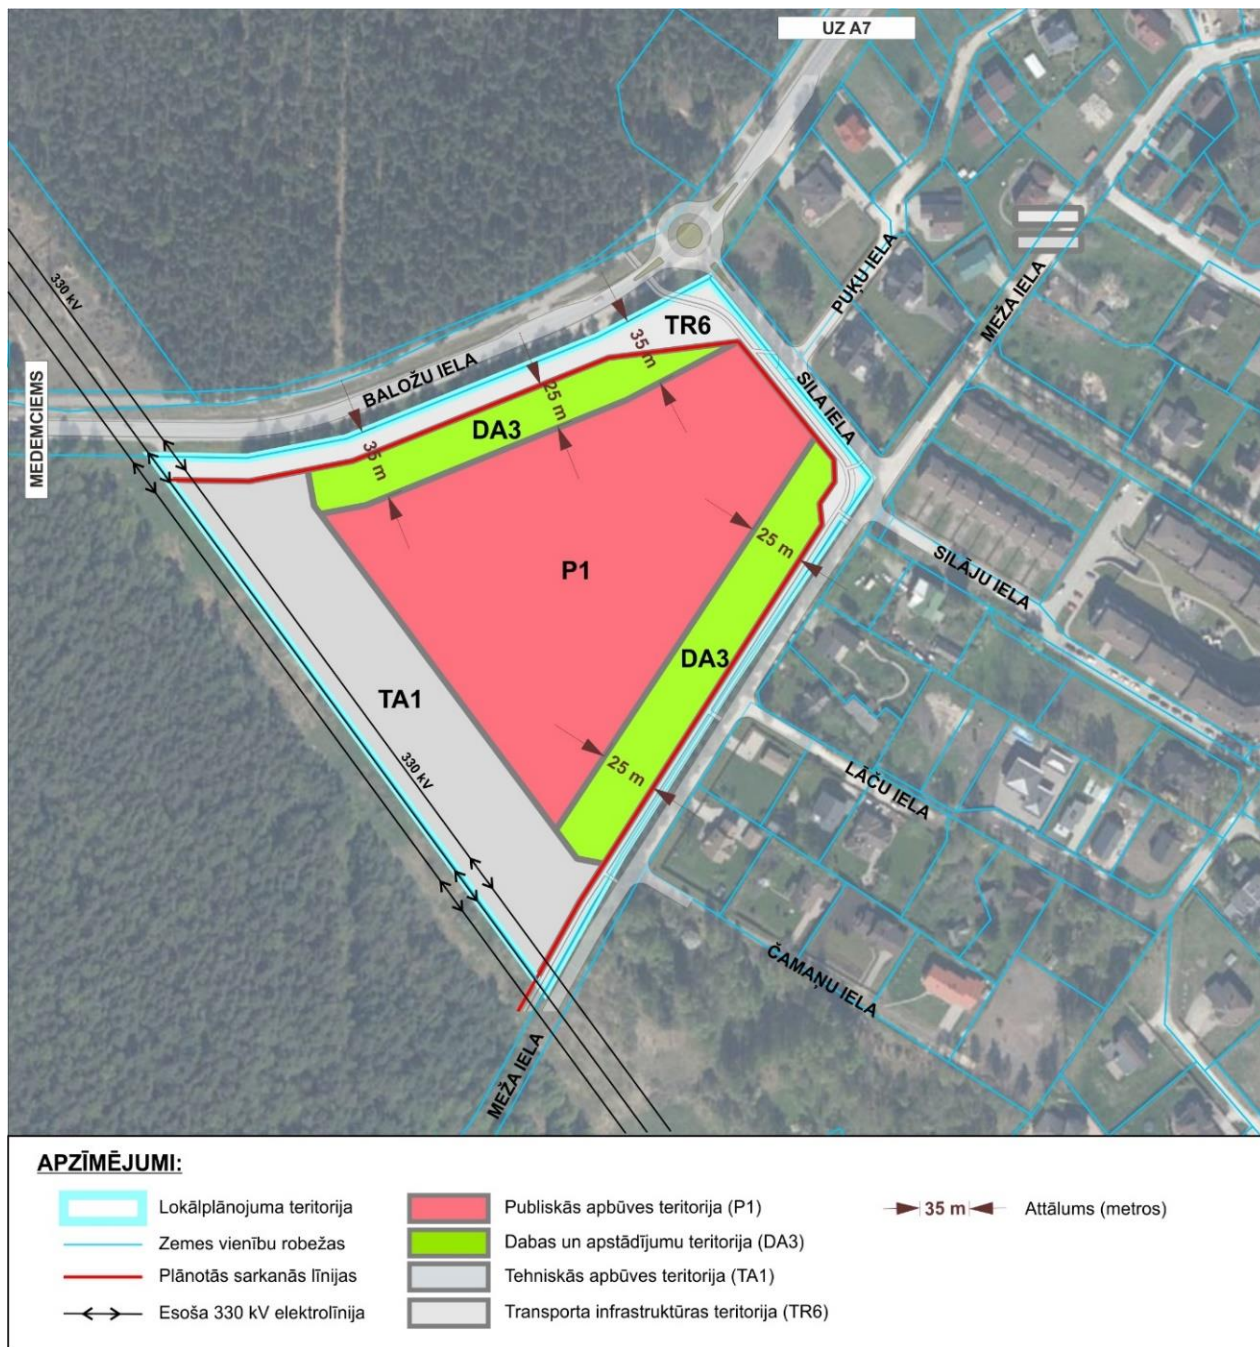 UZ A7
330 kV
PUĶU IELA
MEŽA IELA
TR6
35 m
BALOŽU IELA
25 m
SILA IELA
DA3
35 m
MEDEMCIEMS
25 m
SILĀJU IELA
P1
DA3
TA1
330 kV
25 m
LĀČU IELA
ČAMAŅU IELA
MEŽA IELA
APZĪMĒJUMI:
Lokālplānojuma teritorija
Zemes vienību robežas
Plānotās sarkanās līnijas
Esoša 330 kV elektrolīnija
Publiskās apbūves teritorija (P1)
Dabas un apstādījumu teritorija (DA3)
Tehniskās apbūves teritorija (TA1)
Transporta infrastruktūras teritorija (TR6)
35 m
Attālums (metros)